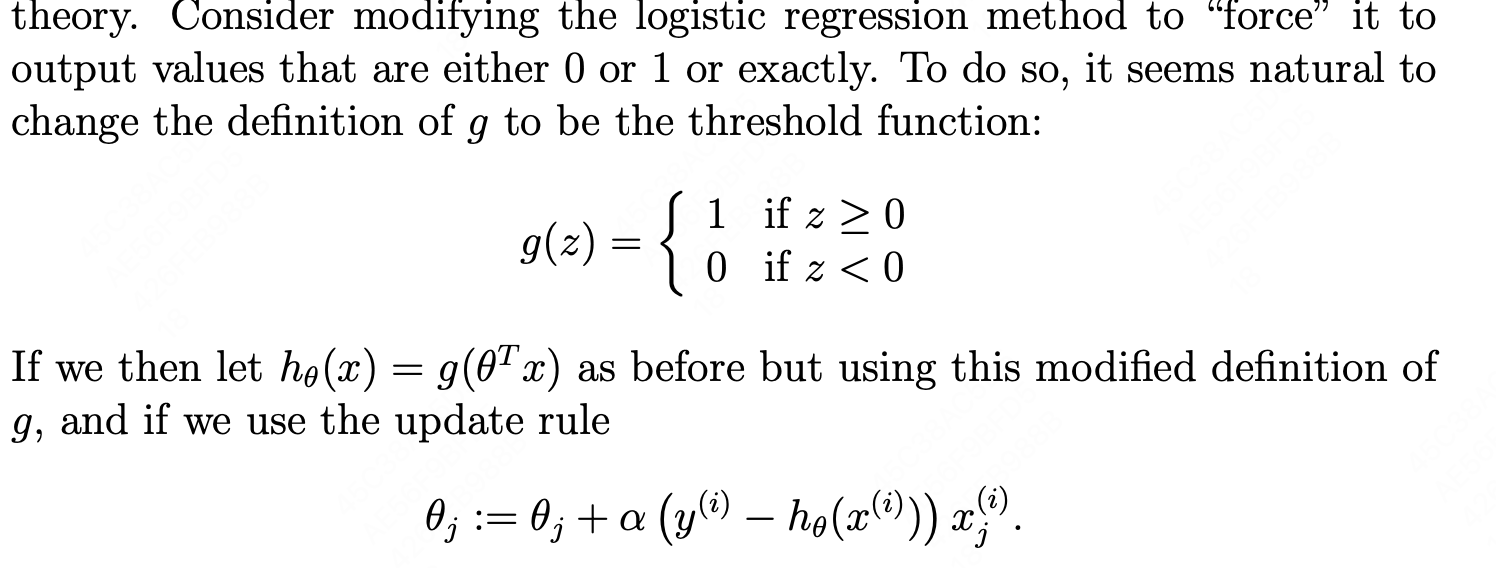 theory. Consider modifying the logistic regression method to “force” it to
output values that are either 0 or 1 or exactly. To do so, it seems natural to
change the definition of g to be the threshold function:
g(z) = { 1 if z ≥ 0
0 if z < 0
If we then let hθ(x) = g(θᵀx) as before but using this modified definition of
g, and if we use the update rule
θⱼ := θⱼ + α (y⁽ⁱ⁾ − hθ(x⁽ⁱ⁾)) xⱼ⁽ⁱ⁾.